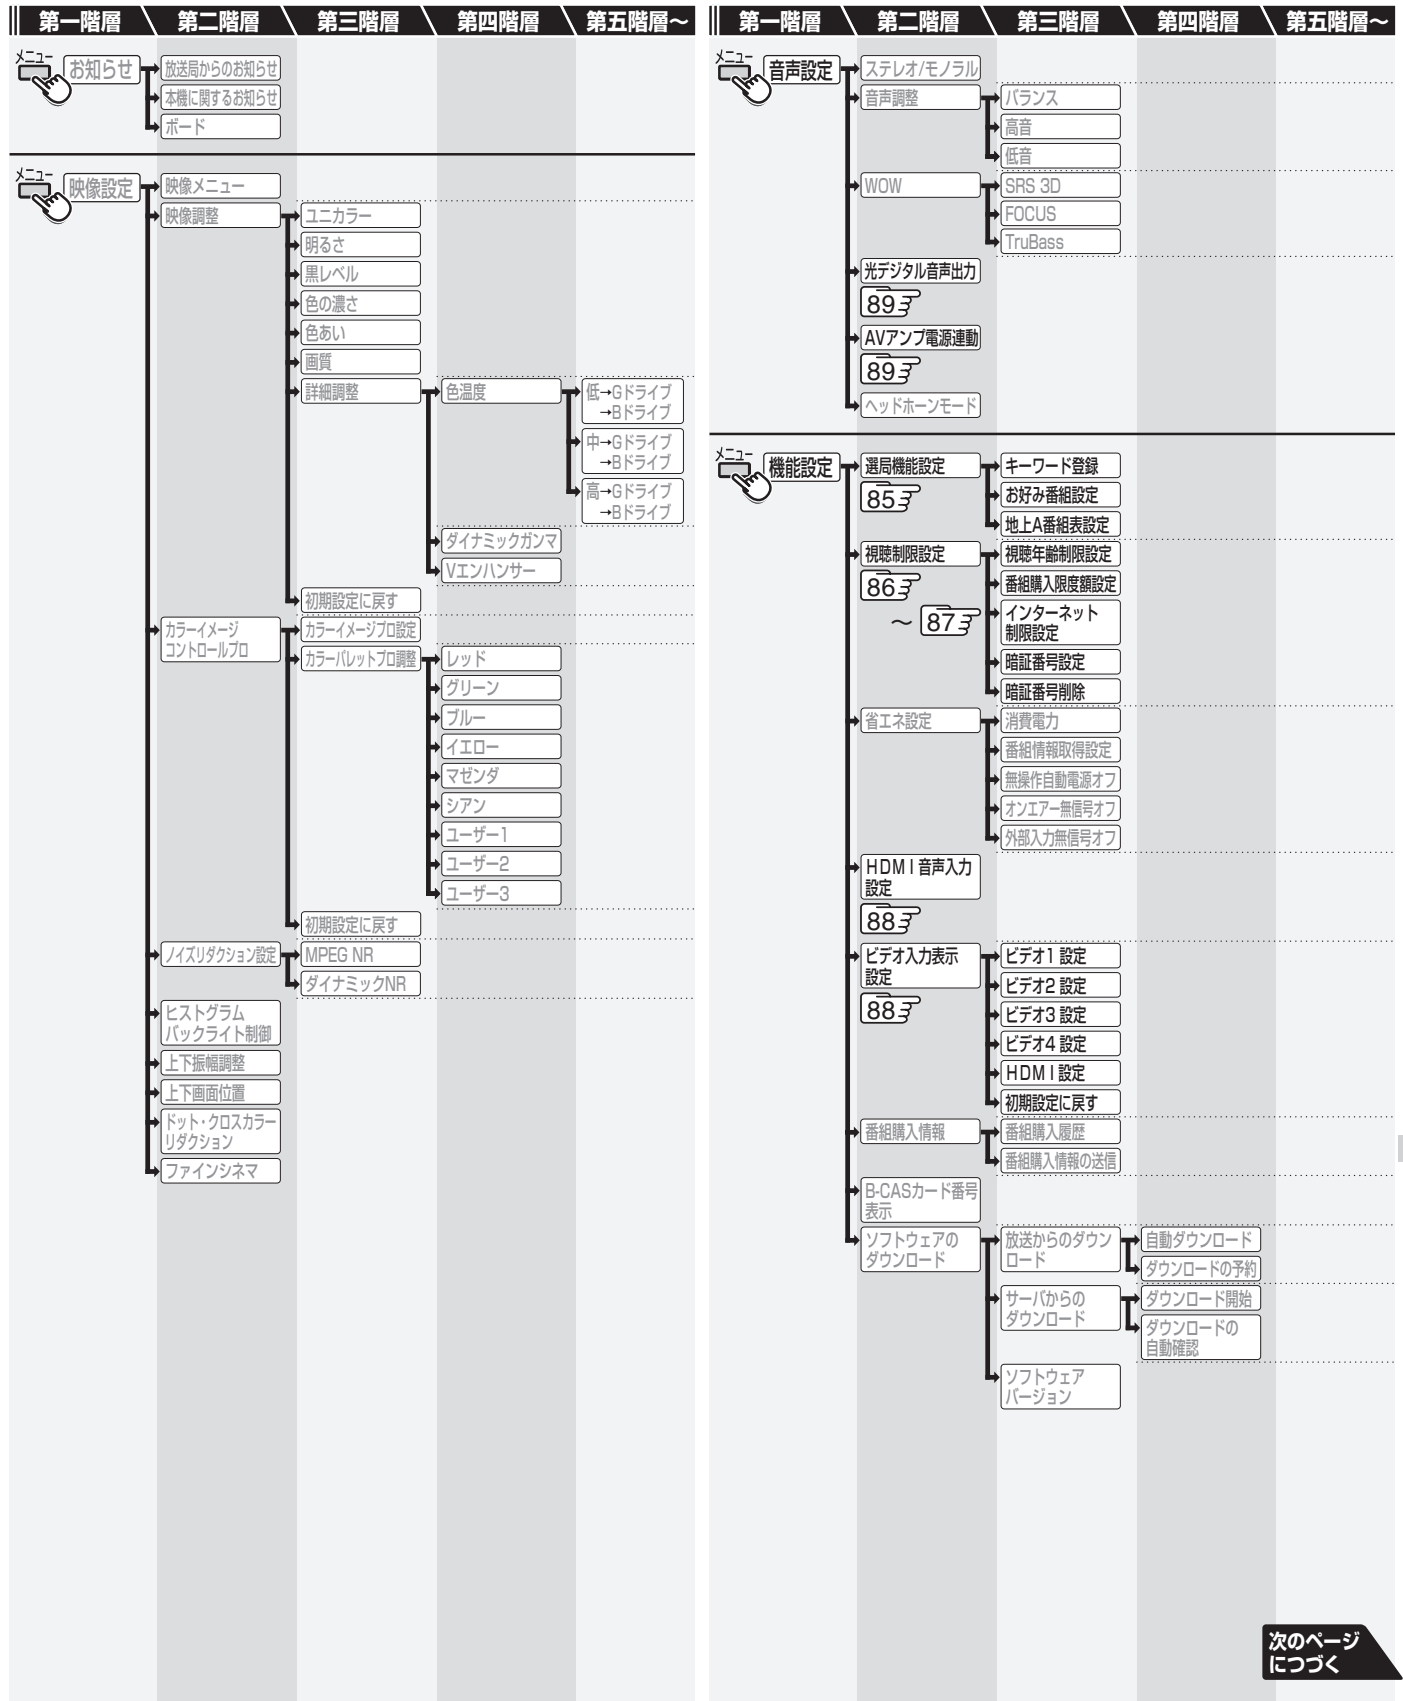 第一階層
第二階層
第三階層
第四階層
第五階層～
メニュー
お知らせ
放送局からのお知らせ
本機に関するお知らせ
ボード
メニュー
映像設定
映像メニュー
映像調整
ユニカラー
明るさ
黒レベル
色の濃さ
色あい
画質
詳細調整
色温度
低→Gドライブ
→Bドライブ
中→Gドライブ
→Bドライブ
高→Gドライブ
→Bドライブ
ダイナミックガンマ
Vエンハンサー
初期設定に戻す
カラーイメージ
コントロールプロ
カラーイメージプロ設定
カラーパレットプロ調整
レッド
グリーン
ブルー
イエロー
マゼンダ
シアン
ユーザー1
ユーザー2
ユーザー3
初期設定に戻す
ノイズリダクション設定
MPEG NR
ダイナミックNR
ヒストグラム
バックライト制御
上下振幅調整
上下画面位置
ドット・クロスカラー
リダクション
ファインシネマ
第一階層
第二階層
第三階層
第四階層
第五階層～
メニュー
音声設定
ステレオ/モノラル
音声調整
バランス
高音
低音
WOW
SRS 3D
FOCUS
TruBass
光デジタル音声出力
89
AVアンプ電源連動
89
ヘッドホーンモード
メニュー
機能設定
選局機能設定
85
キーワード登録
お好み番組設定
地上A番組表設定
視聴制限設定
86
～ 87
視聴年齢制限設定
番組購入限度額設定
インターネット
制限設定
暗証番号設定
暗証番号削除
省エネ設定
消費電力
番組情報取得設定
無操作自動電源オフ
オンエアー無信号オフ
外部入力無信号オフ
HDMI音声入力
設定
88
ビデオ入力表示
設定
88
ビデオ1 設定
ビデオ2 設定
ビデオ3 設定
ビデオ4 設定
HDMI設定
初期設定に戻す
番組購入情報
番組購入履歴
番組購入情報の送信
B-CASカード番号
表示
ソフトウェアの
ダウンロード
放送からのダウン
ロード
自動ダウンロード
ダウンロードの予約
サーバからの
ダウンロード
ダウンロード開始
ダウンロードの
自動確認
ソフトウェア
バージョン
次のページ
につづく